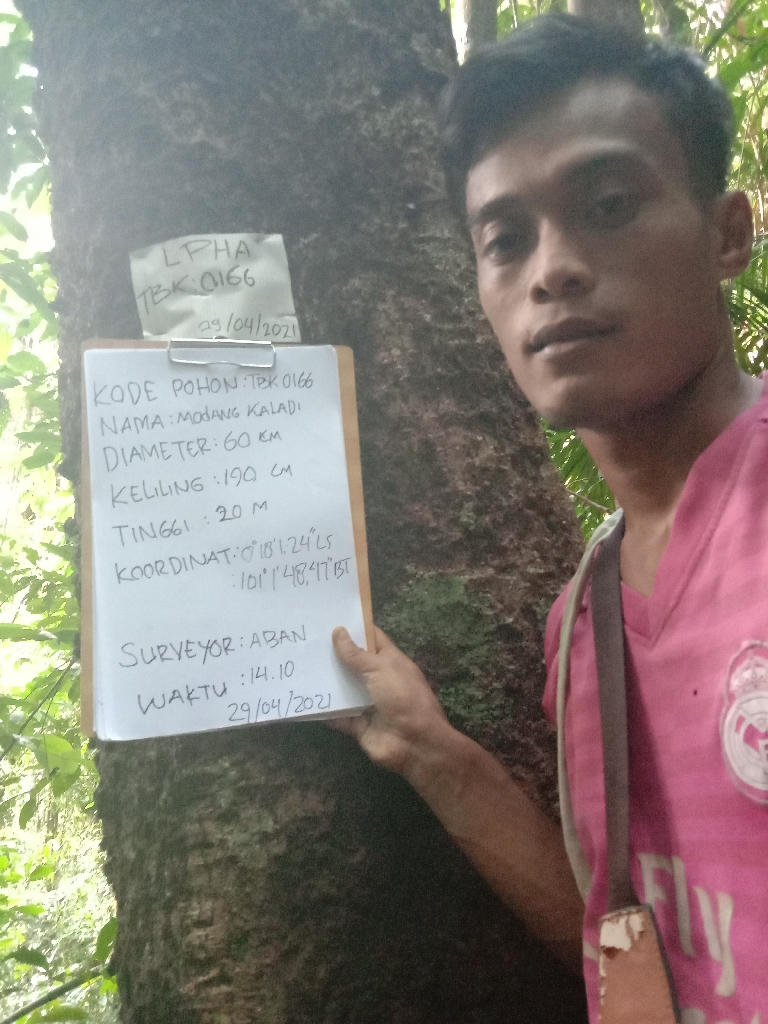 LPHA
TBK:0166
29/04/2021
KODE POHON : TBK 0166
NAMA : MODANG KALADI
DIAMETER : 60 KM
KELILING : 190 CM
TINGGI : 20 M
KOORDINAT : 0°18'1.24" LS
: 101°1'48,47" BT
SURVEYOR : ABAN
WAKTU : 14.10
29/04/2021
Fly